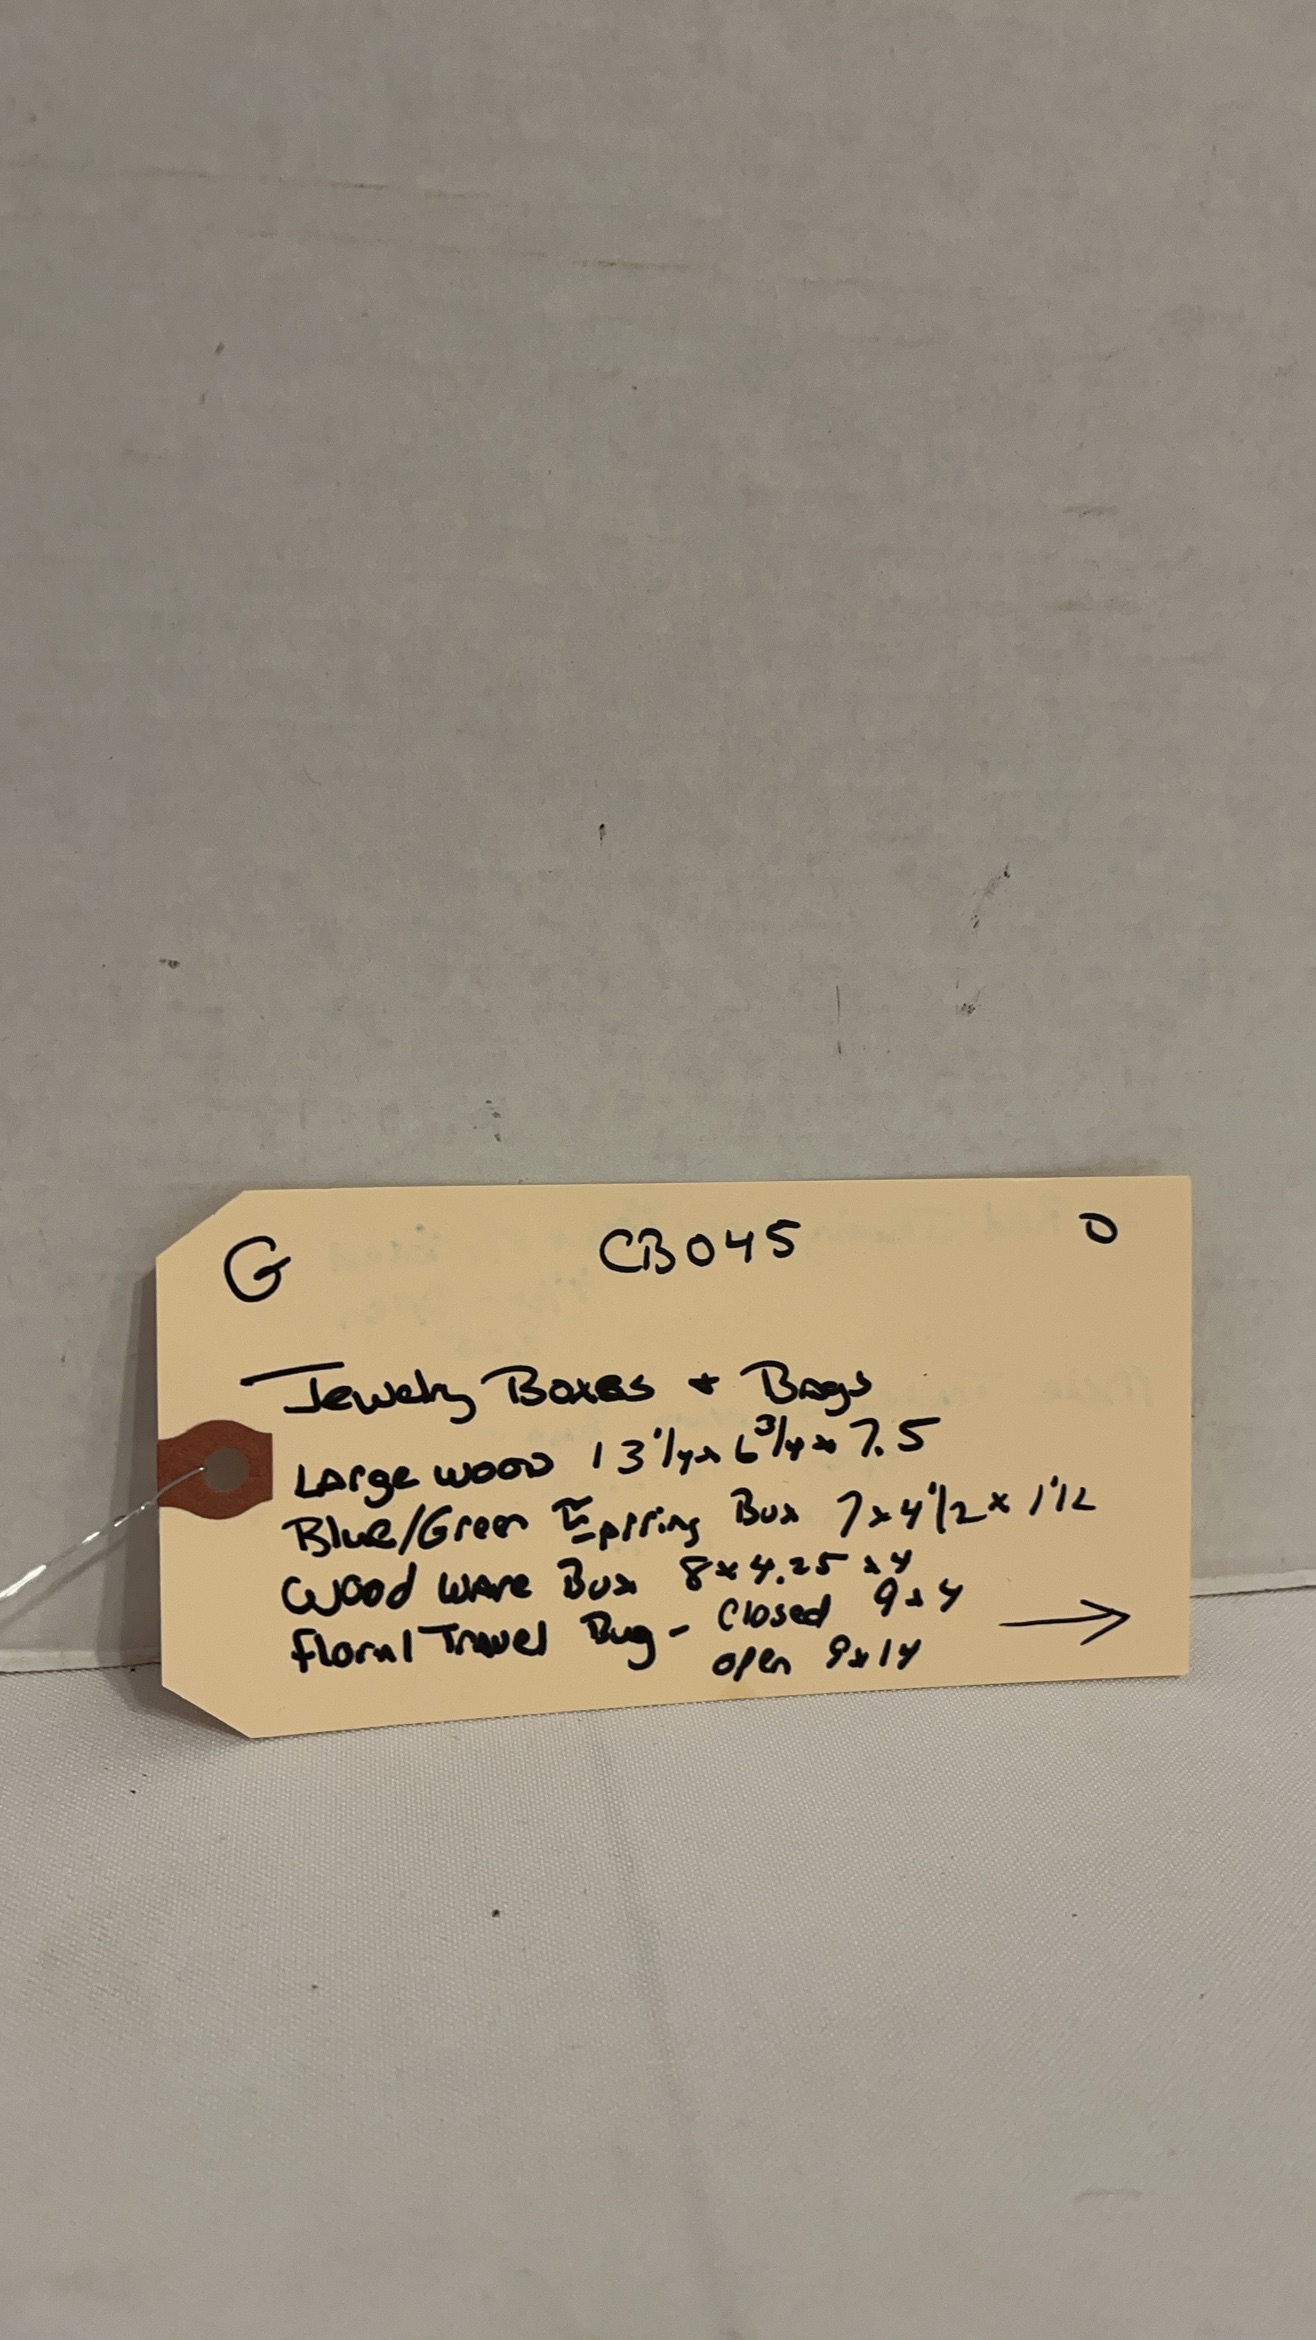 G CB045 O
Jewelry Boxes + Bags
Large wood 13 1/4 x 6 3/4 x 7.5
Blue/Green Earring Box 7 x 4 1/2 x 1 1/2
Wood Ware Box 8 x 4.25 x 4
Floral Travel Bag - Closed 9 x 4
open 9 x 14 →